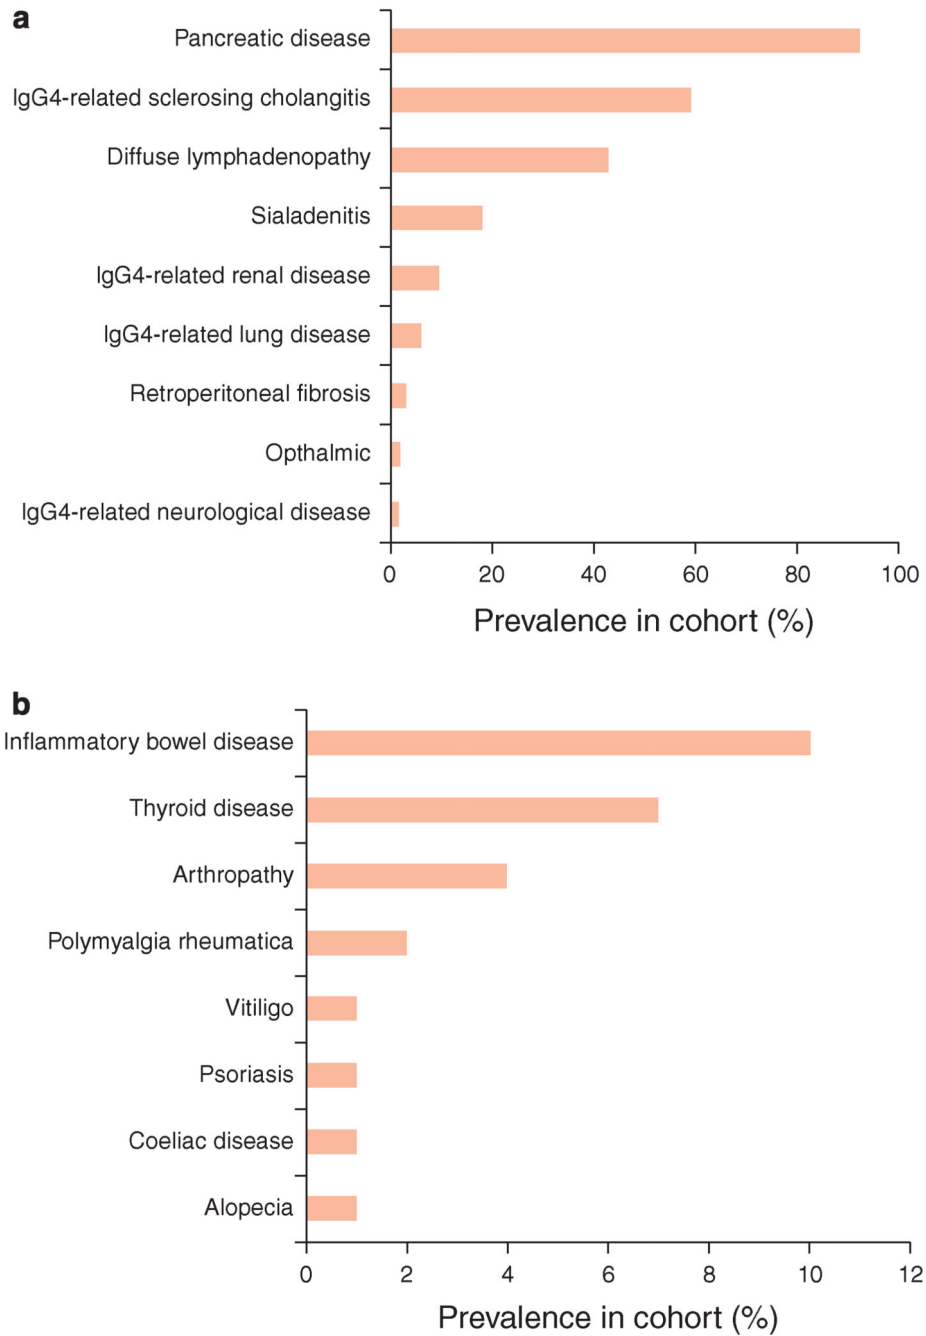 a
Pancreatic disease
IgG4-related sclerosing cholangitis
Diffuse lymphadenopathy
Sialadenitis
IgG4-related renal disease
IgG4-related lung disease
Retroperitoneal fibrosis
Opthalmic
IgG4-related neurological disease
0 20 40 60 80 100
Prevalence in cohort (%)
b
Inflammatory bowel disease
Thyroid disease
Arthropathy
Polymyalgia rheumatica
Vitiligo
Psoriasis
Coeliac disease
Alopecia
0 2 4 6 8 10 12
Prevalence in cohort (%)